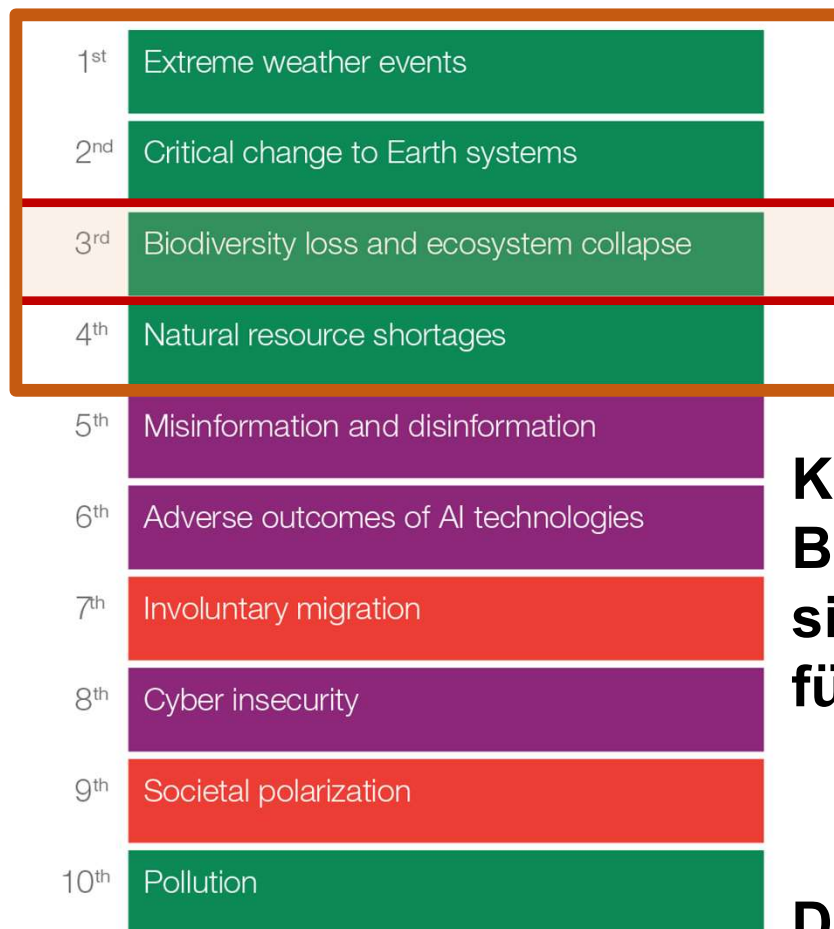 1st Extreme weather events
2nd Critical change to Earth systems
3rd Biodiversity loss and ecosystem collapse
4th Natural resource shortages
5th Misinformation and disinformation
6th Adverse outcomes of AI technologies
7th Involuntary migration
8th Cyber insecurity
9th Societal polarization
10th Pollution